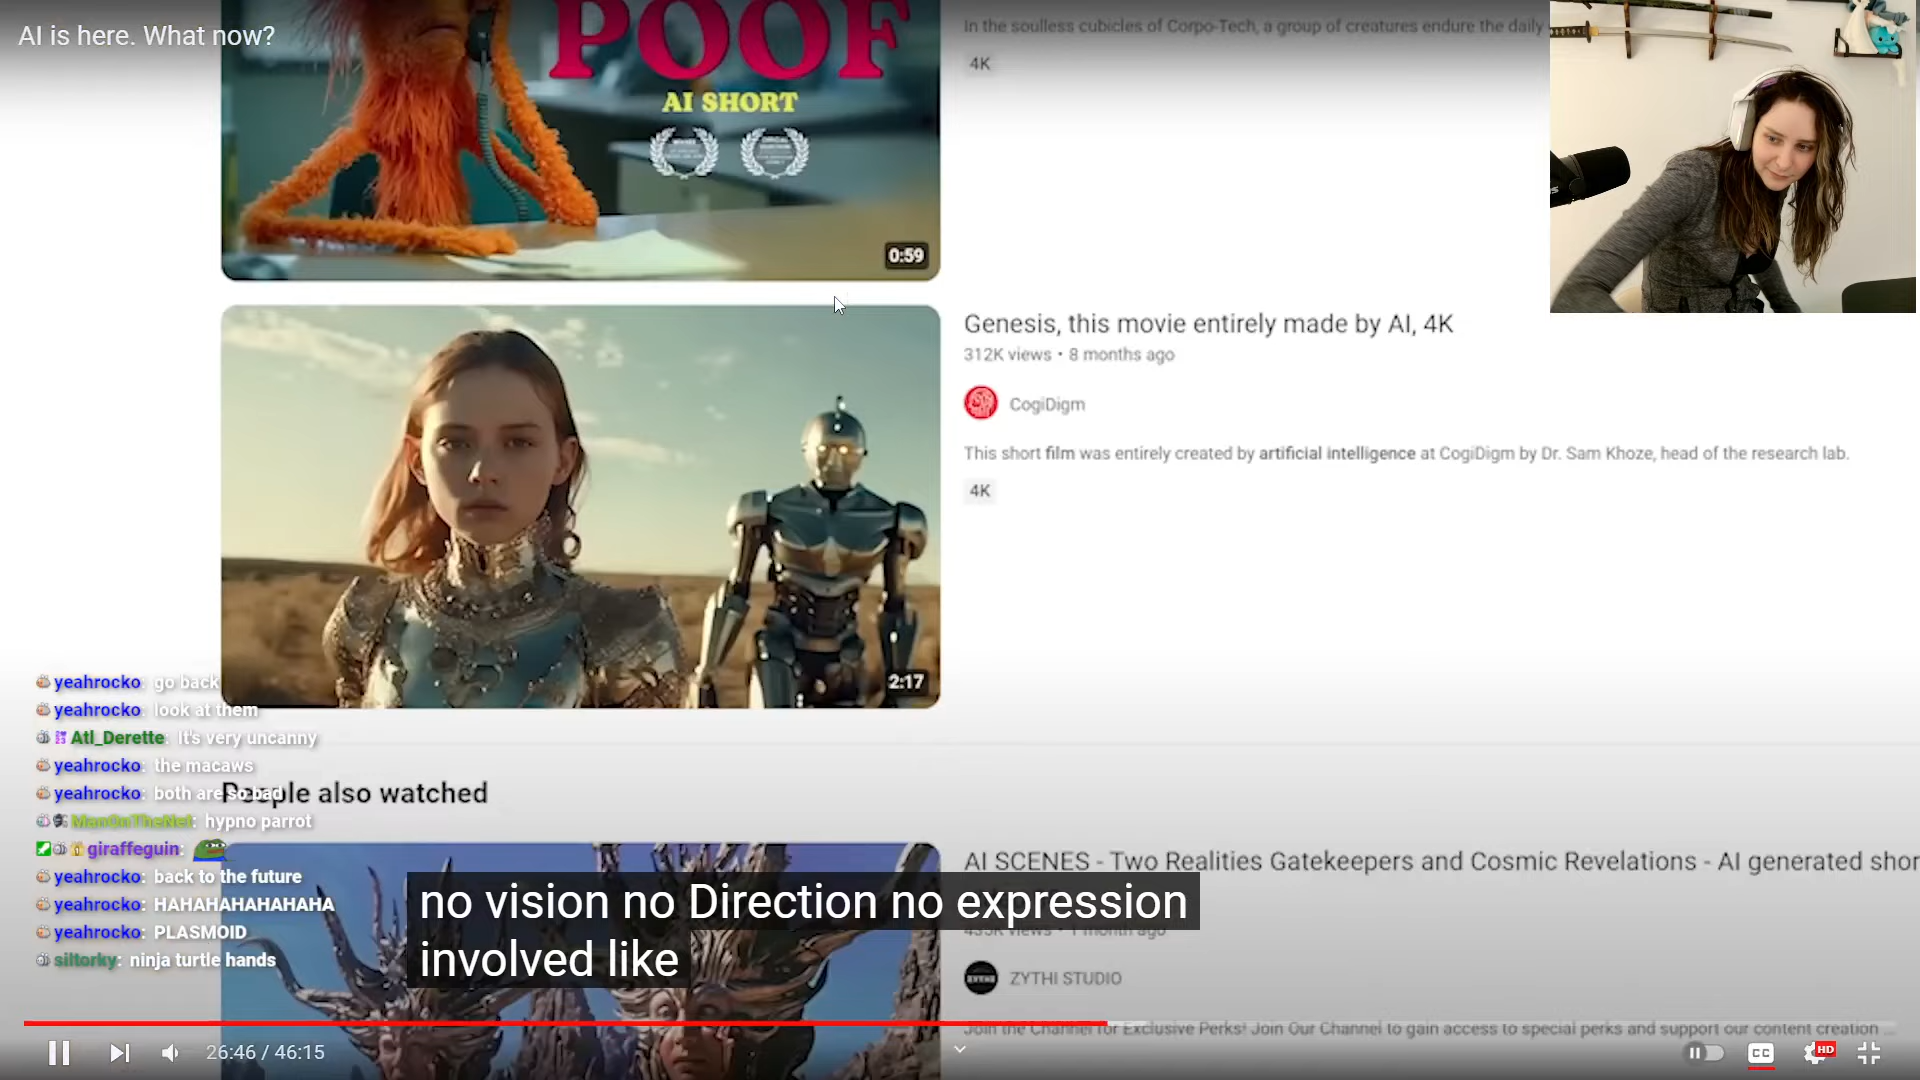 AI is here. What now?
POOF
AI SHORT
0:59
In the soulless cubicles of Corpo-Tech, a group of creatures endure the daily
4K
Genesis, this movie entirely made by AI, 4K
312K views • 8 months ago
CogiDigm
This short film was entirely created by artificial intelligence at CogiDigm by Dr. Sam Khoze, head of the research lab.
4K
2:17
yeahrocko: go back
yeahrocko: look at them
Atl_Derette: It's very uncanny
yeahrocko: the macaws
yeahrocko: both are so bad
ManOnTheNet: hypno parrot
giraffeguin:
yeahrocko: back to the future
yeahrocko: HAHAHAHAHAHAHA
yeahrocko: PLASMOID
siltorky: ninja turtle hands
People also watched
AI SCENES - Two Realities Gatekeepers and Cosmic Revelations - AI generated shor
435K views • 1 month ago
ZYTHI STUDIO
Join the Channel for Exclusive Perks! Join Our Channel to gain access to special perks and support our content creation ...
no vision no Direction no expression
involved like
26:46 / 46:15
CC
HD